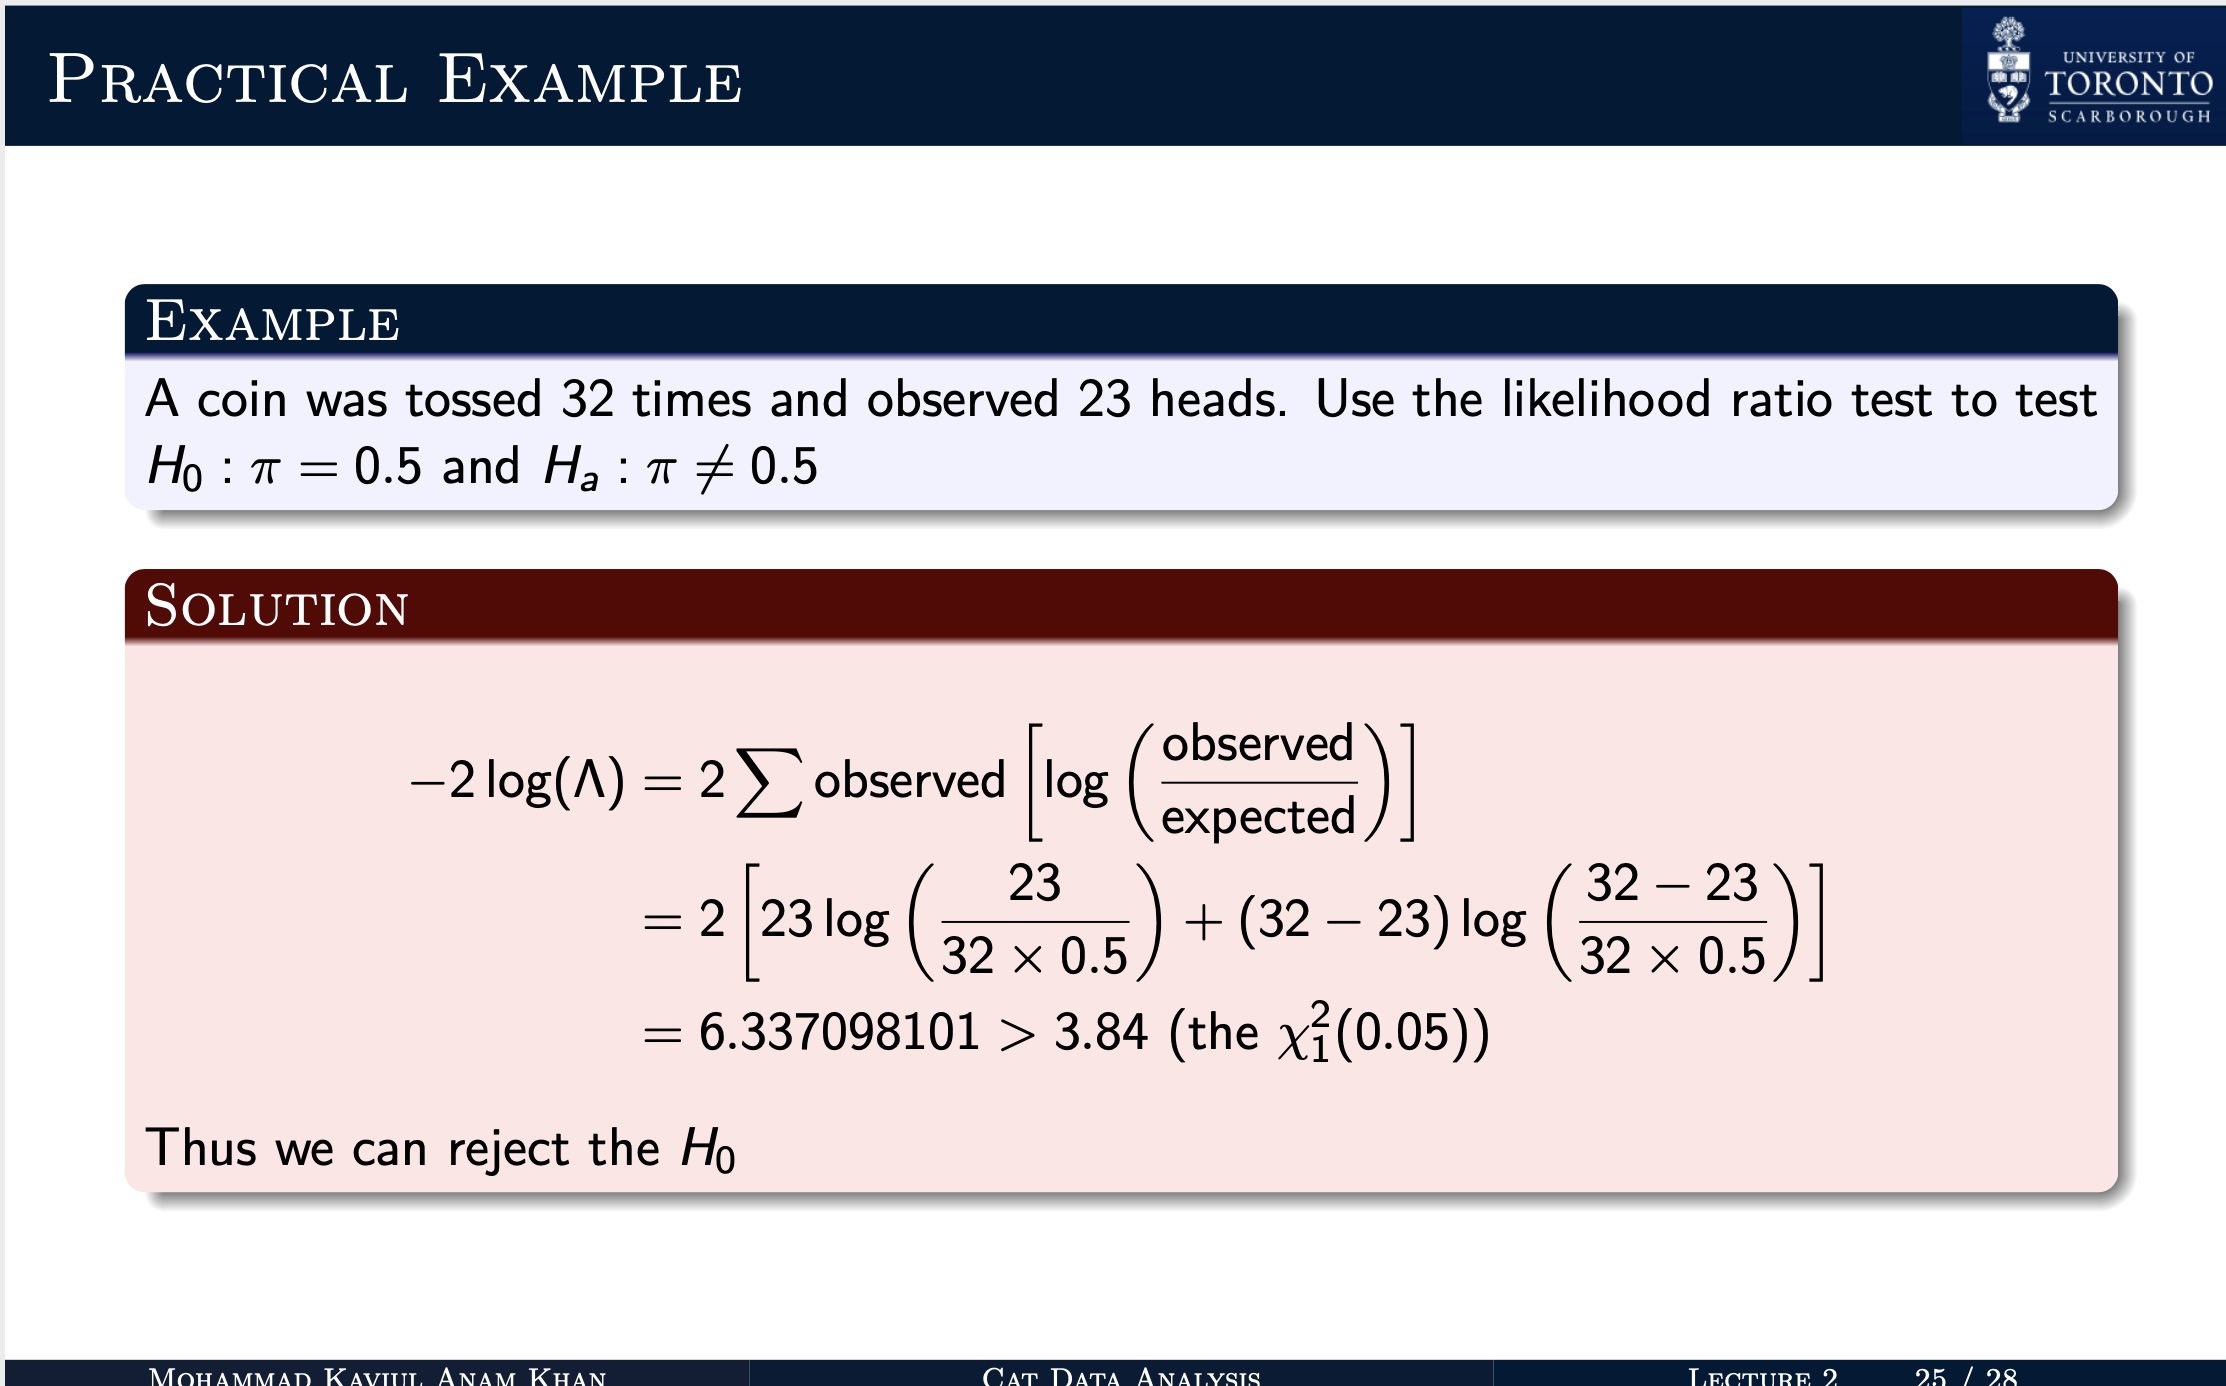 Practical Example
UNIVERSITY OF
TORONTO
SCARBOROUGH
Example
A coin was tossed 32 times and observed 23 heads. Use the likelihood ratio test to test
H₀ : π = 0.5 and Hₐ : π ≠ 0.5
Solution
−2 log(Λ) = 2 ∑ observed [log (observed / expected)]
= 2 [23 log (23 / (32 × 0.5)) + (32 − 23) log ((32 − 23) / (32 × 0.5))]
= 6.337098101 > 3.84 (the χ²₁(0.05))
Thus we can reject the H₀
Mohammad Kaviul Anam Khan Cat Data Analysis Lecture 2 25 / 28